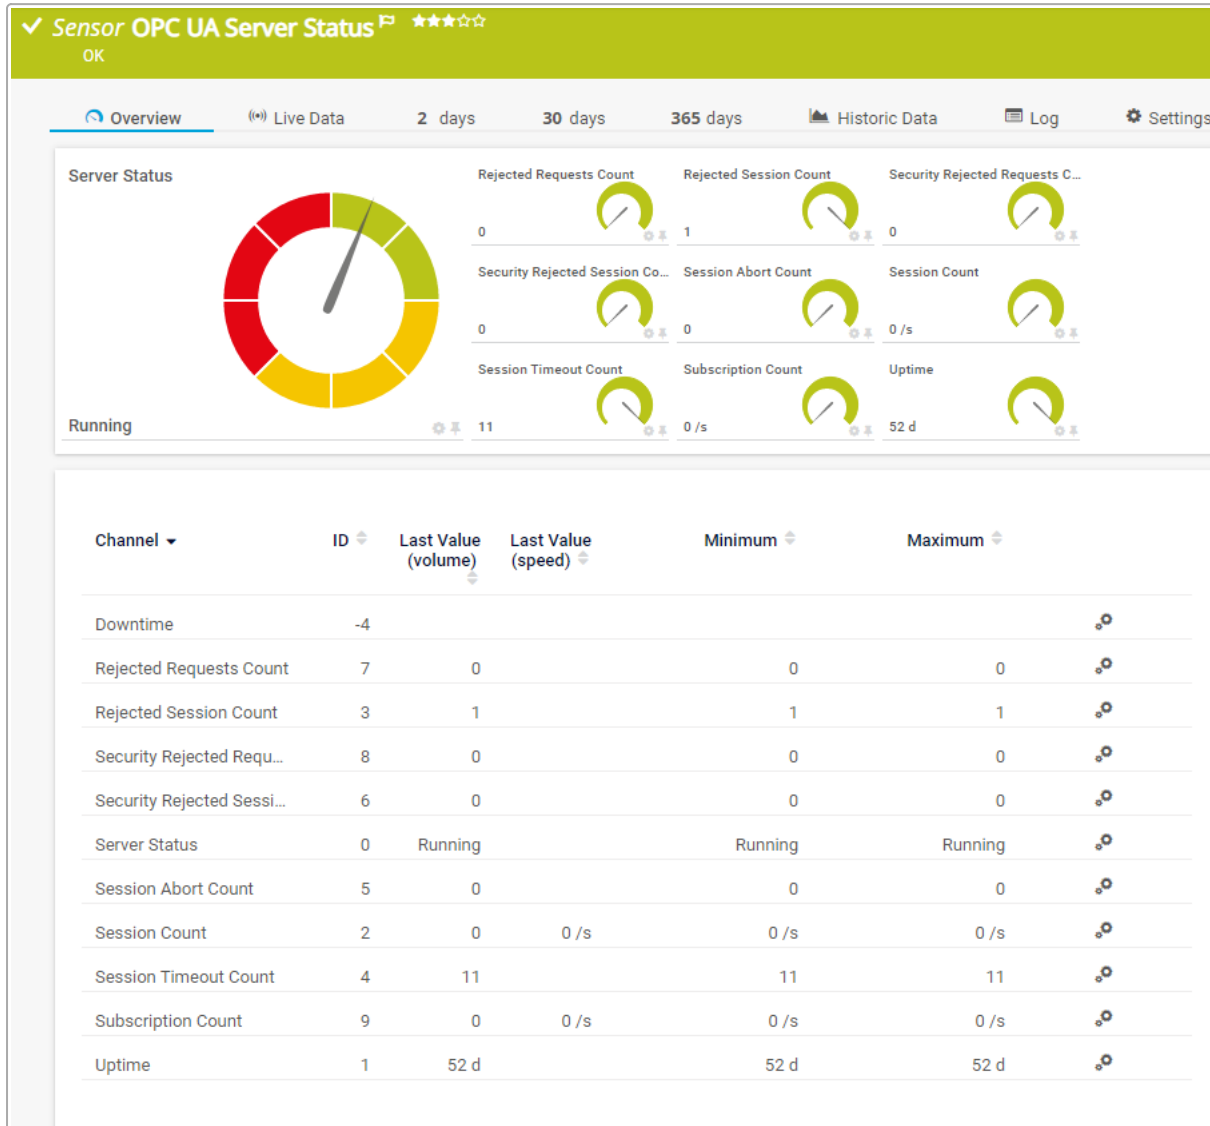 Sensor OPC UA Server Status
OK
Overview Live Data 2 days 30 days 365 days Historic Data Log Settings
Server Status
Running
Rejected Requests Count
0
Rejected Session Count
1
Security Rejected Requests C...
0
Security Rejected Session Co...
0
Session Abort Count
0
Session Count
0 /s
Session Timeout Count
11
Subscription Count
0 /s
Uptime
52 d
Channel ID Last Value (volume) Last Value (speed) Minimum Maximum
Downtime -4
Rejected Requests Count 7 0 0 0
Rejected Session Count 3 1 1 1
Security Rejected Requ... 8 0 0 0
Security Rejected Sessi... 6 0 0 0
Server Status 0 Running Running Running
Session Abort Count 5 0 0 0
Session Count 2 0 0 /s 0 /s 0 /s
Session Timeout Count 4 11 11 11
Subscription Count 9 0 0 /s 0 /s 0 /s
Uptime 1 52 d 52 d 52 d